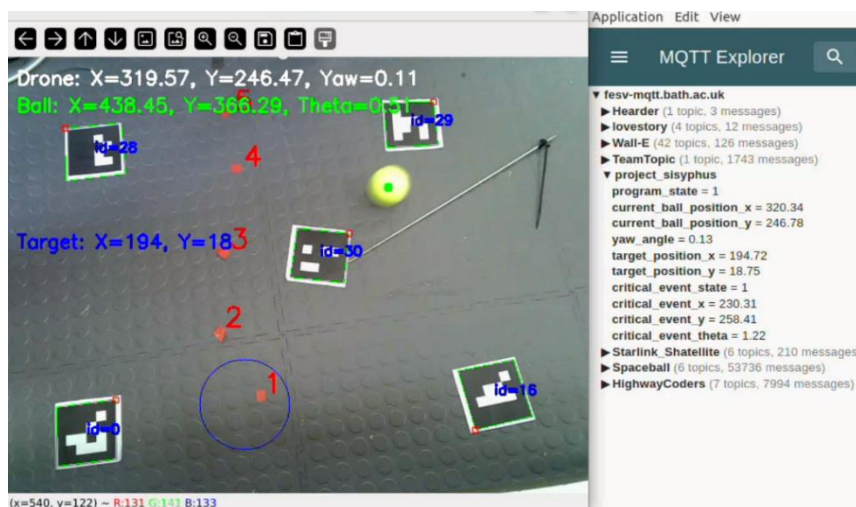 Application Edit View
MQTT Explorer
Drone: X=319.57, Y=246.47, Yaw=0.11
Ball: X=438.45, Y=366.29, Theta=0.51
5
id=28
id=29
4
Target: X=194, Y=18
3
id=30
2
1
id=16
id=0
(x=540, y=122) ~ R:131 G:141 B:133
▼ fesv-mqtt.bath.ac.uk
▶ Hearder (1 topic, 3 messages)
▶ lovestory (4 topics, 12 messages)
▶ Wall-E (42 topics, 126 messages)
▶ TeamTopic (1 topic, 1743 messages)
▼ project_sisyphus
program_state = 1
current_ball_position_x = 320.34
current_ball_position_y = 246.78
yaw_angle = 0.13
target_position_x = 194.72
target_position_y = 18.75
critical_event_state = 1
critical_event_x = 230.31
critical_event_y = 258.41
critical_event_theta = 1.22
▶ Starlink_Shatellite (6 topics, 210 messages
▶ Spaceball (6 topics, 53736 messages)
▶ HighwayCoders (7 topics, 7994 messages)